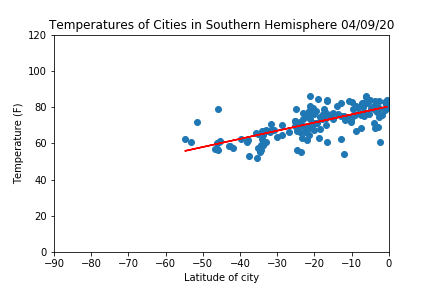 Temperatures of Cities in Southern Hemisphere 04/09/20
120
100
80
60
40
20
0
Temperature (F)
−90 −80 −70 −60 −50 −40 −30 −20 −10 0
Latitude of city